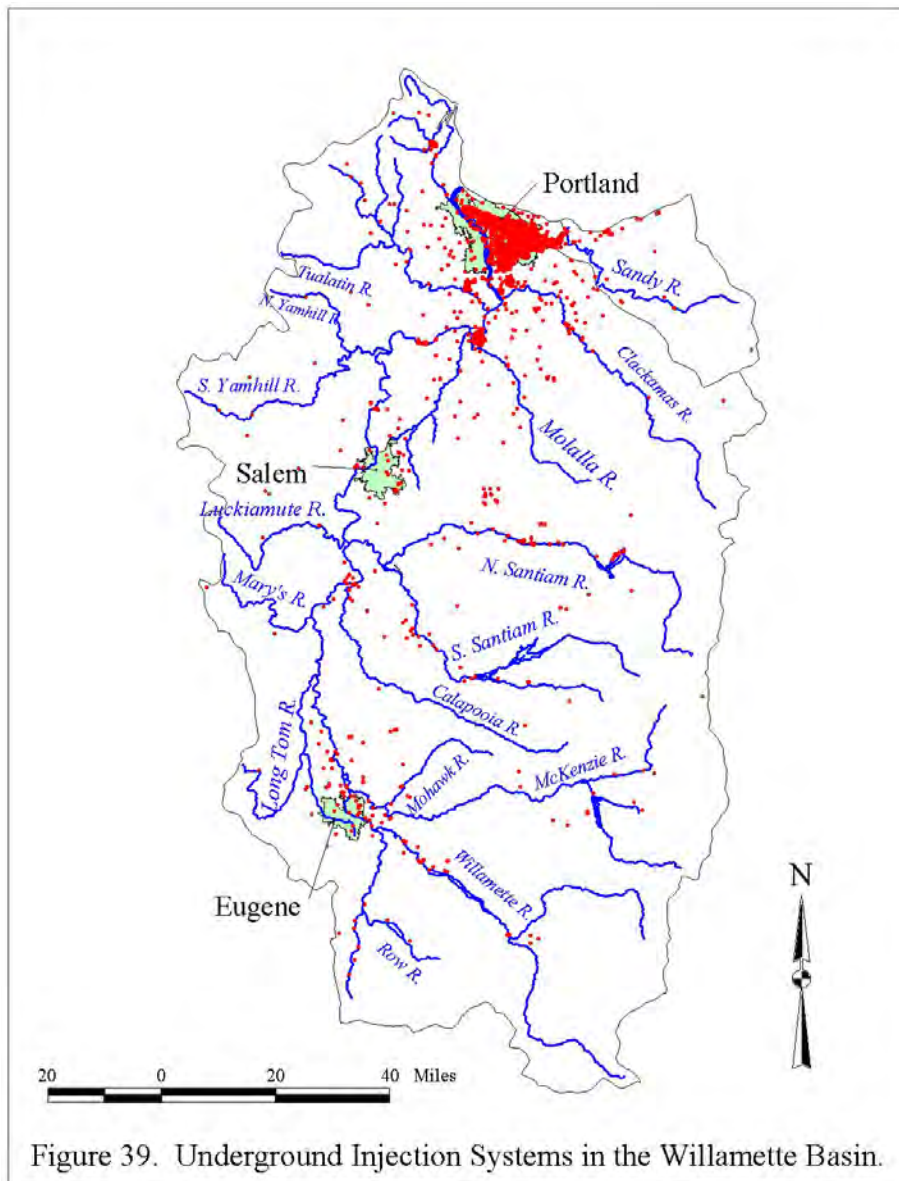 Portland
Sandy R.
Tualatin R.
N. Yamhill R.
Clackamas R.
S. Yamhill R.
Molalla R.
Salem
Luckiamute R.
N. Santiam R.
Mary's R.
S. Santiam R.
Calapooia R.
Long Tom R.
McKenzie R.
Mohawk R.
Willamette R.
N
Eugene
Row R.
20 0 20 40 Miles
Figure 39. Underground Injection Systems in the Willamette Basin.